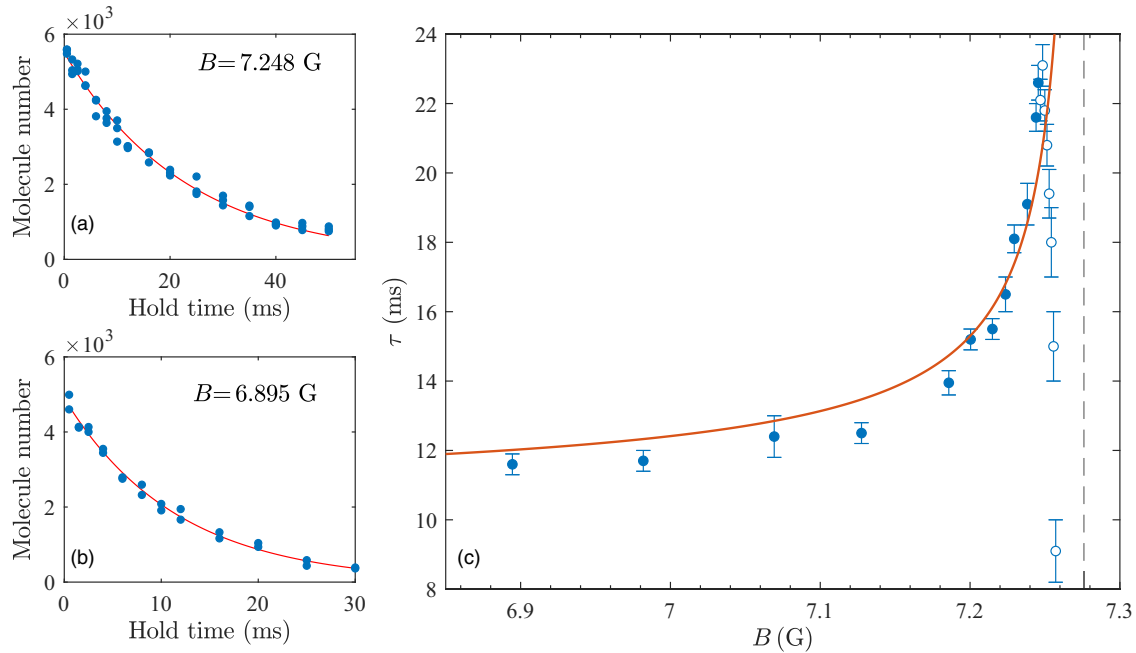 ×10³
6
4
2
0
Molecule number
B=7.248 G
(a)
0 20 40
Hold time (ms)
×10³
6
4
2
0
Molecule number
B=6.895 G
(b)
0 10 20 30
Hold time (ms)
24
22
20
18
16
14
12
10
8
τ (ms)
(c)
6.9 7 7.1 7.2 7.3
B (G)